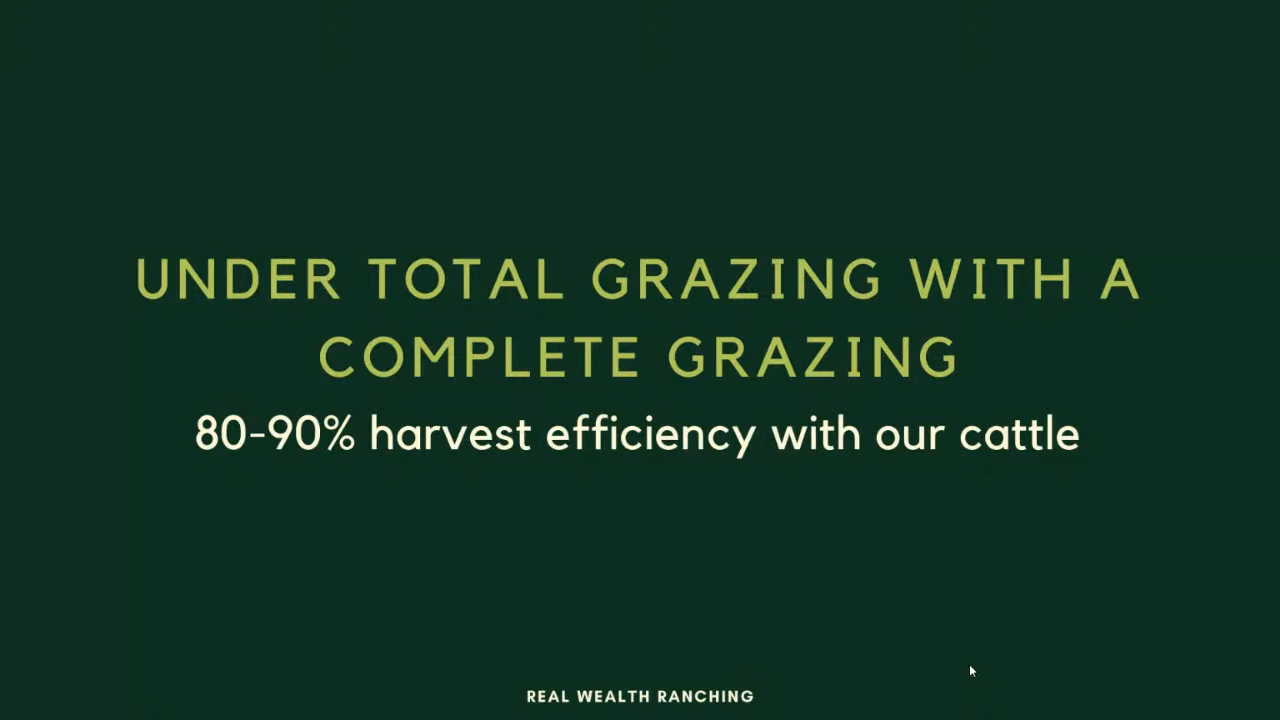 UNDER TOTAL GRAZING WITH A
COMPLETE GRAZING
80-90% harvest efficiency with our cattle
REAL WEALTH RANCHING